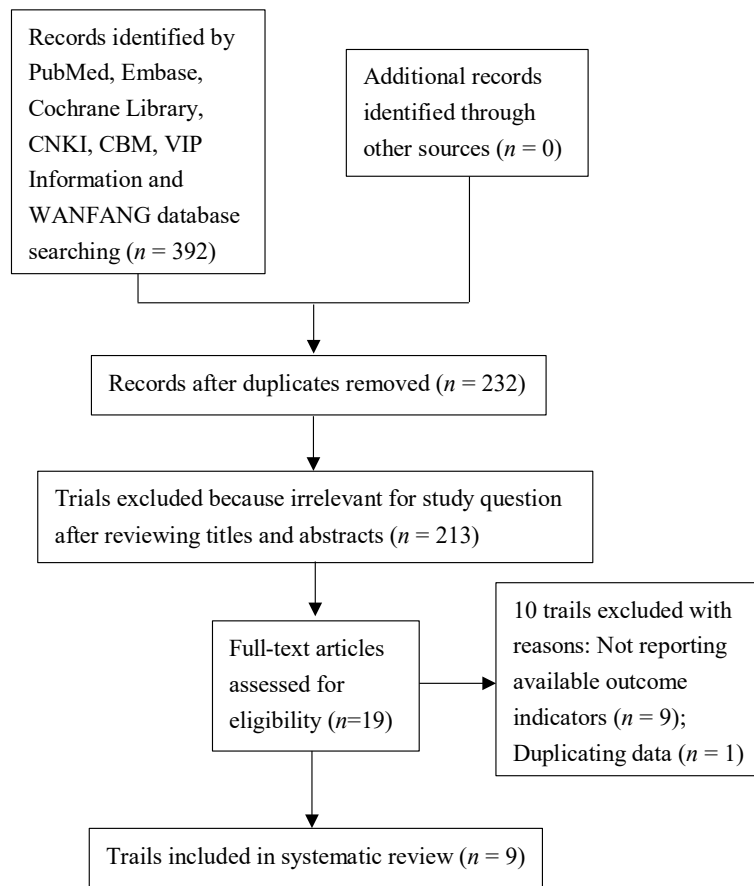 Records identified by
PubMed, Embase,
Cochrane Library,
CNKI, CBM, VIP
Information and
WANFANG database
searching (n = 392)
Additional records
identified through
other sources (n = 0)
Records after duplicates removed (n = 232)
Trials excluded because irrelevant for study question
after reviewing titles and abstracts (n = 213)
Full-text articles
assessed for
eligibility (n=19)
10 trails excluded with
reasons: Not reporting
available outcome
indicators (n = 9);
Duplicating data (n = 1)
Trails included in systematic review (n = 9)